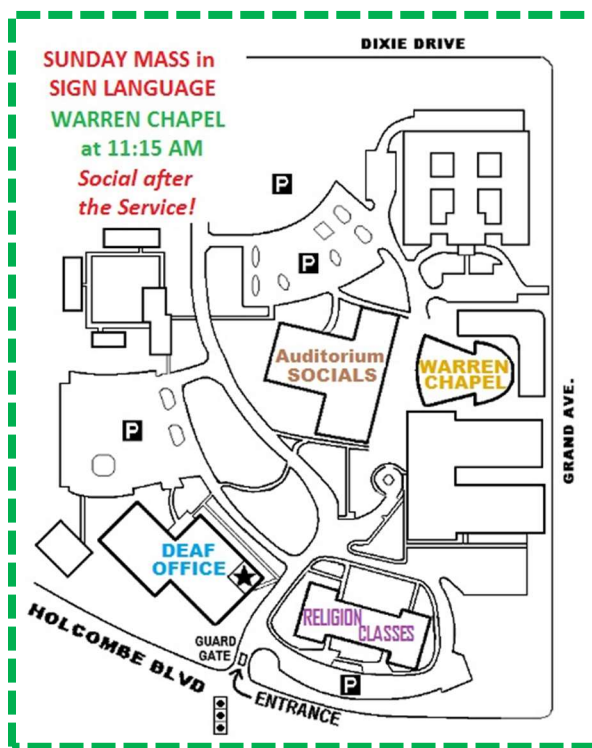 DIXIE DRIVE
SUNDAY MASS in
SIGN LANGUAGE
WARREN CHAPEL
at 11:15 AM
Social after
the Service!
P
P
Auditorium
SOCIALS
WARREN
CHAPEL
GRAND AVE.
P
DEAF
OFFICE
RELIGION
CLASSES
HOLCOMBE BLVD
GUARD
GATE
P
ENTRANCE